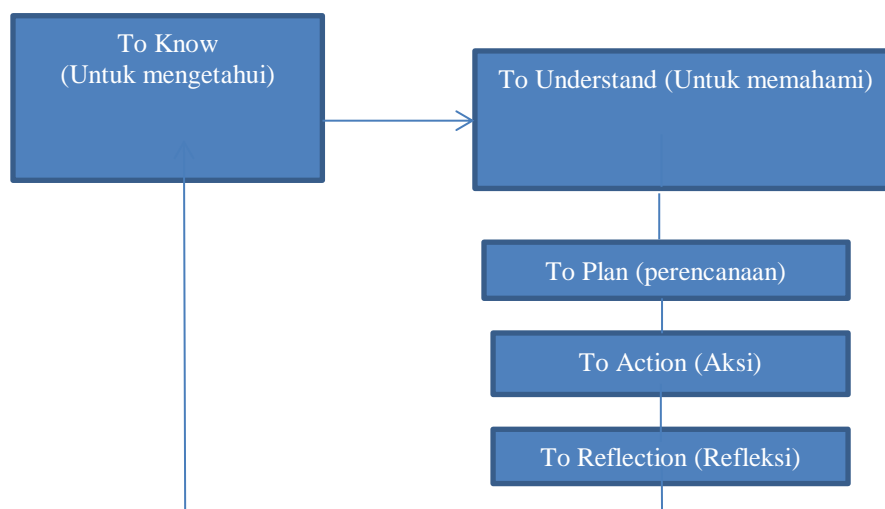 To Know
(Untuk mengetahui)
To Understand (Untuk memahami)
To Plan (perencanaan)
To Action (Aksi)
To Reflection (Refleksi)